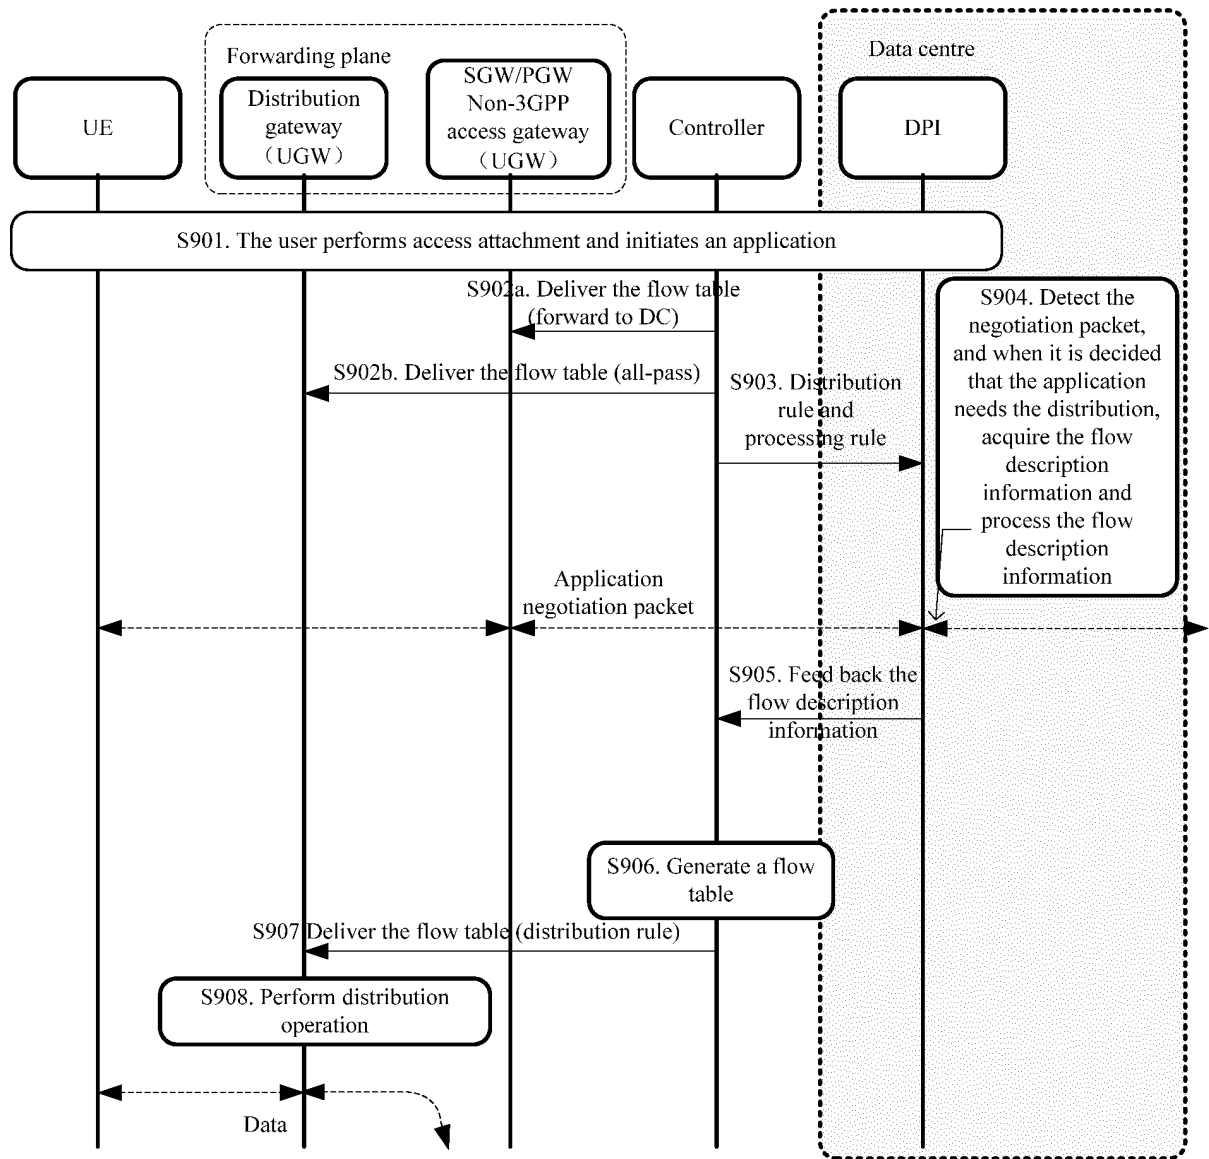 Forwarding plane
Data centre
UE
Distribution
gateway
（UGW）
SGW/PGW
Non-3GPP
access gateway
（UGW）
Controller
DPI
S901. The user performs access attachment and initiates an application
S902a. Deliver the flow table
(forward to DC)
S902b. Deliver the flow table (all-pass)
S903. Distribution
rule and
processing rule
S904. Detect the
negotiation packet,
and when it is decided
that the application
needs the distribution,
acquire the flow
description
information and
process the flow
description
information
Application
negotiation packet
S905. Feed back the
flow description
information
S906. Generate a flow
table
S907 Deliver the flow table (distribution rule)
S908. Perform distribution
operation
Data